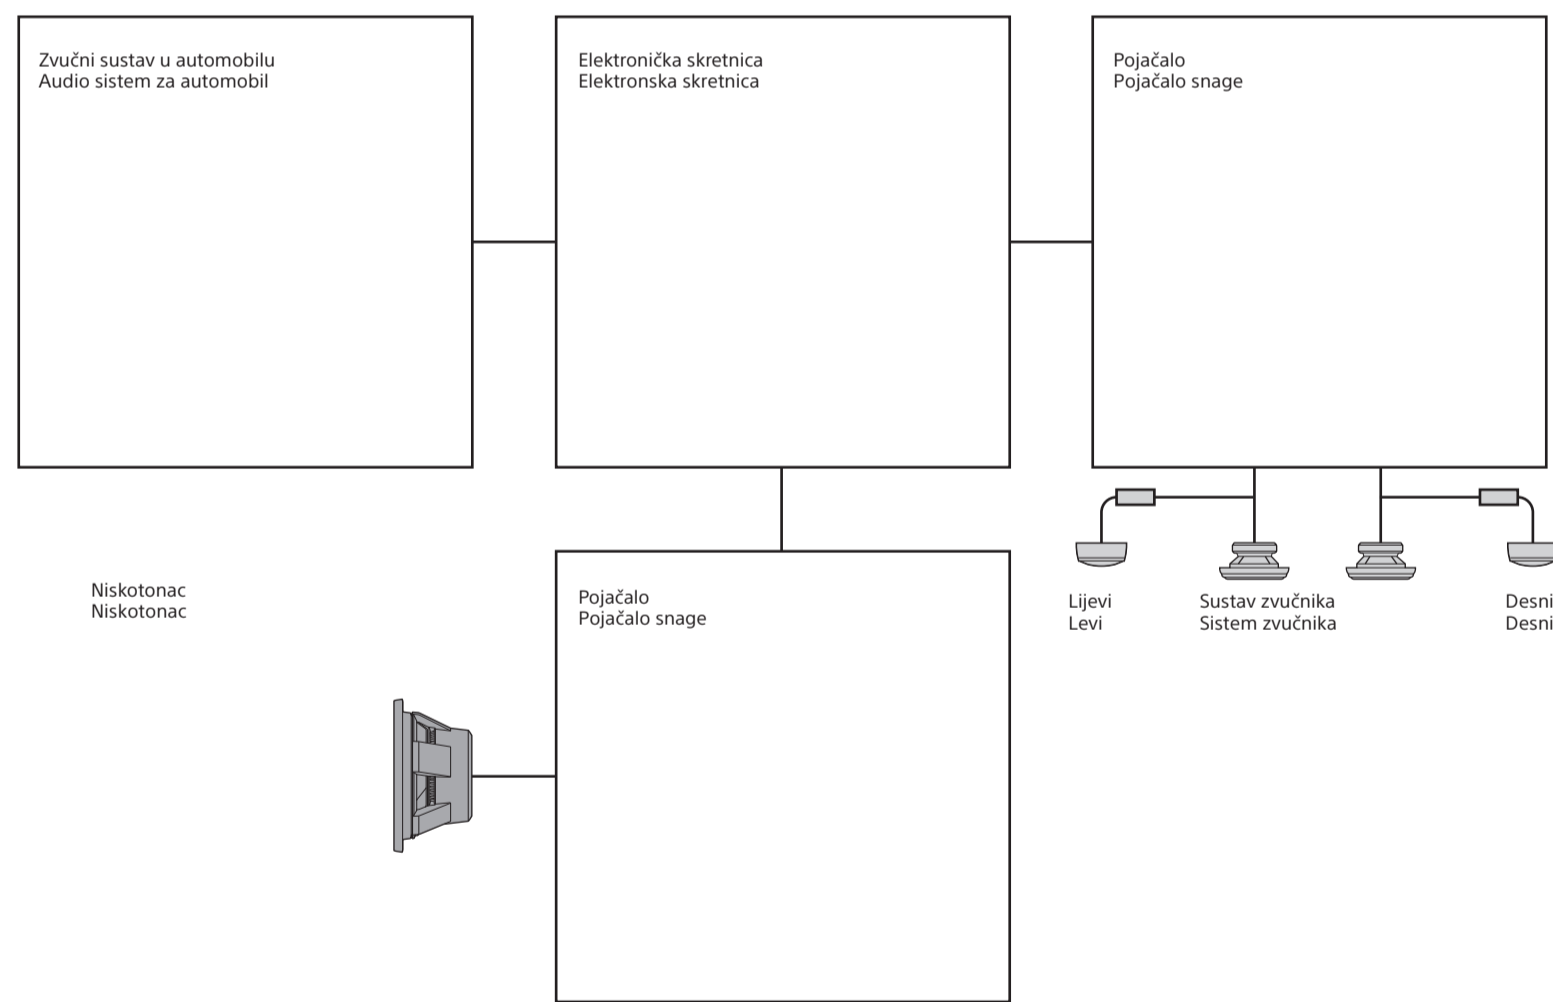 Zvučni sustav u automobilu
Audio sistem za automobil
Elektronička skretnica
Elektronska skretnica
Pojačalo
Pojačalo snage
Niskotonac
Niskotonac
Pojačalo
Pojačalo snage
Lijevi
Levi
Sustav zvučnika
Sistem zvučnika
Desni
Desni